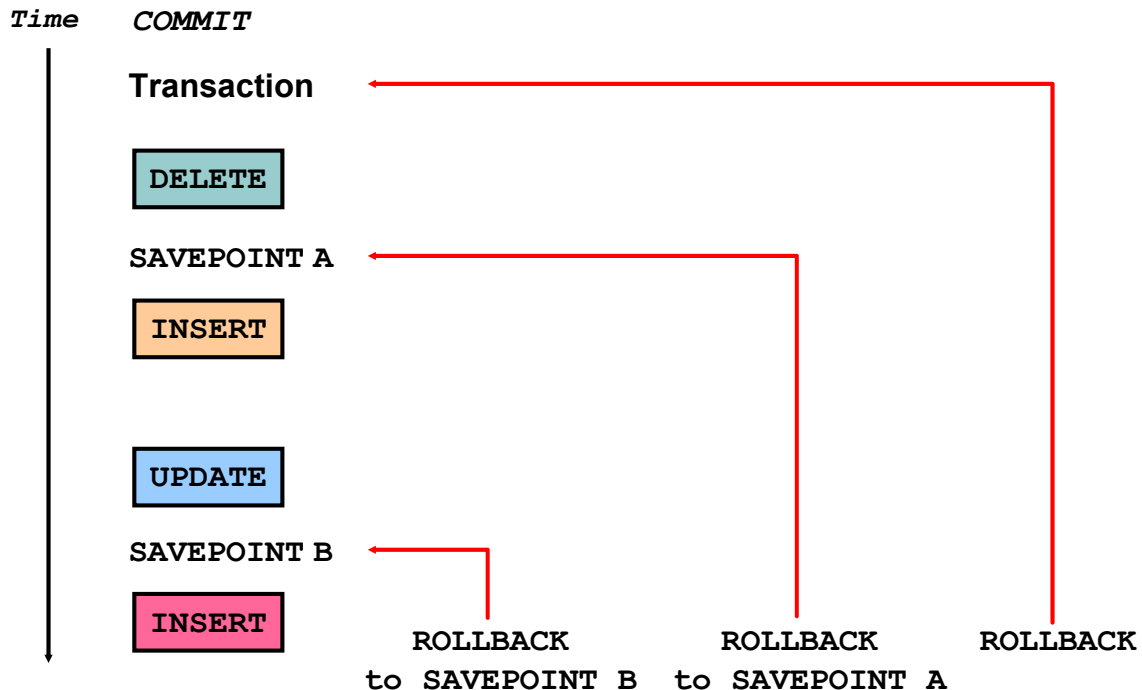 Time COMMIT
Transaction
DELETE
SAVEPOINT A
INSERT
UPDATE
SAVEPOINT B
INSERT
ROLLBACK
to SAVEPOINT B
ROLLBACK
to SAVEPOINT A
ROLLBACK